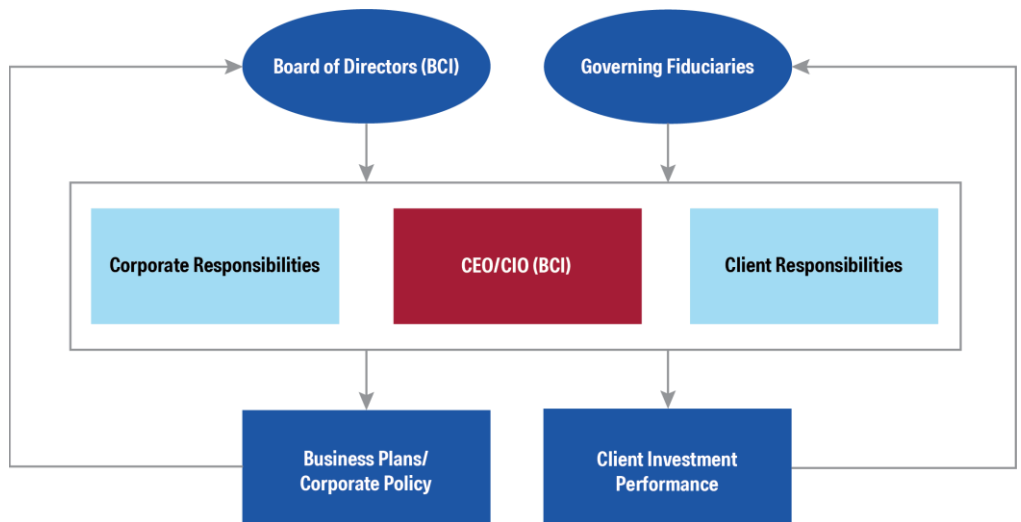 Board of Directors (BCI)
Governing Fiduciaries
Corporate Responsibilities
CEO/CIO (BCI)
Client Responsibilities
Business Plans/
Corporate Policy
Client Investment
Performance